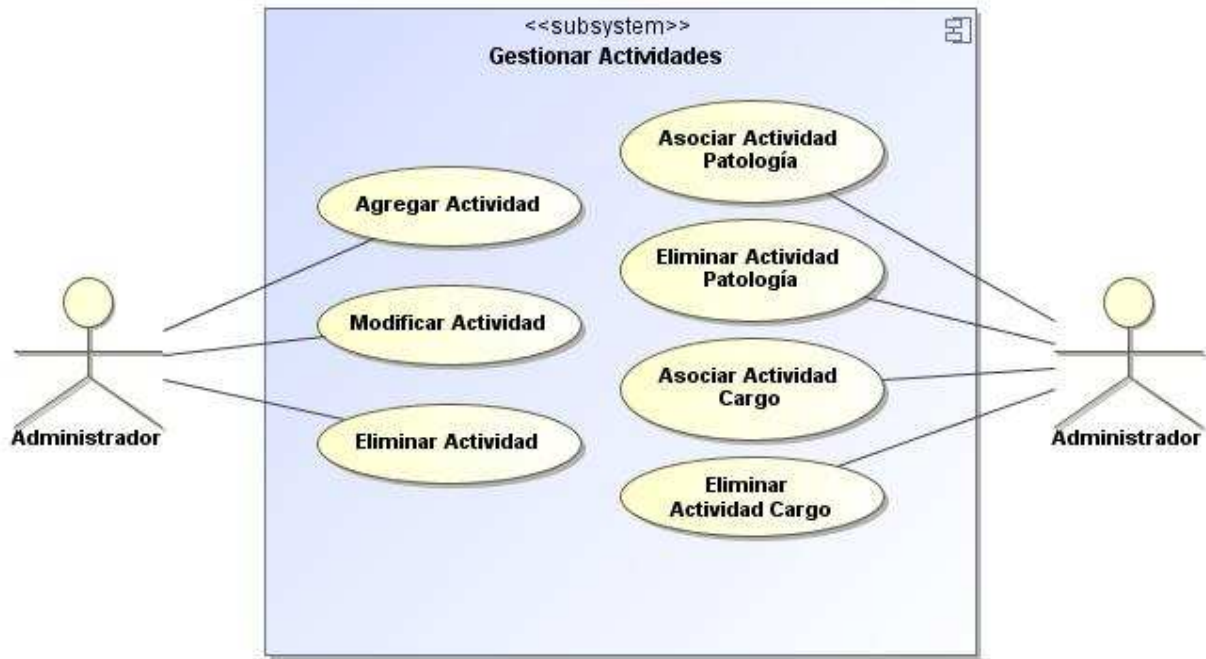 <<subsystem>>
Gestionar Actividades
Agregar Actividad
Modificar Actividad
Eliminar Actividad
Asociar Actividad
Patología
Eliminar Actividad
Patología
Asociar Actividad
Cargo
Eliminar
Actividad Cargo
Administrador
Administrador